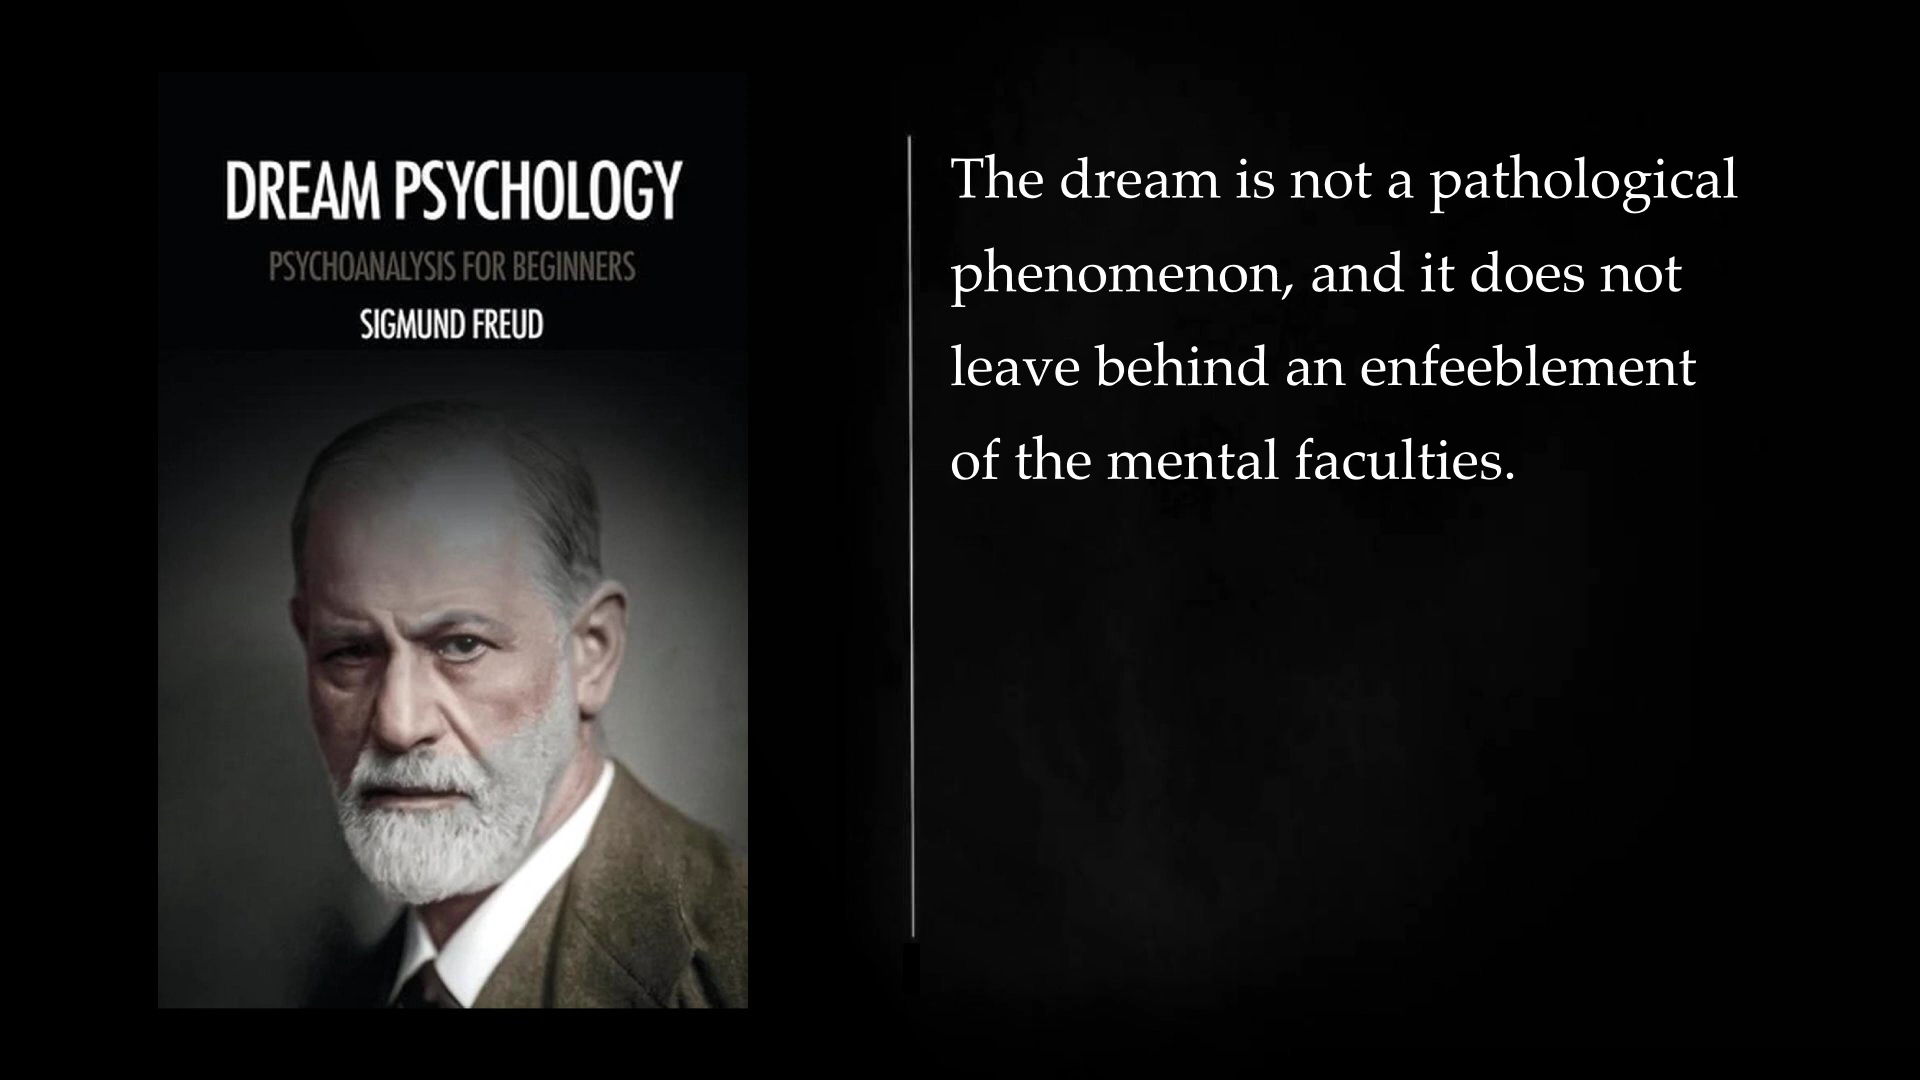 DREAM PSYCHOLOGY
PSYCHOANALYSIS FOR BEGINNERS
SIGMUND FREUD
The dream is not a pathological
phenomenon, and it does not
leave behind an enfeeblement
of the mental faculties.